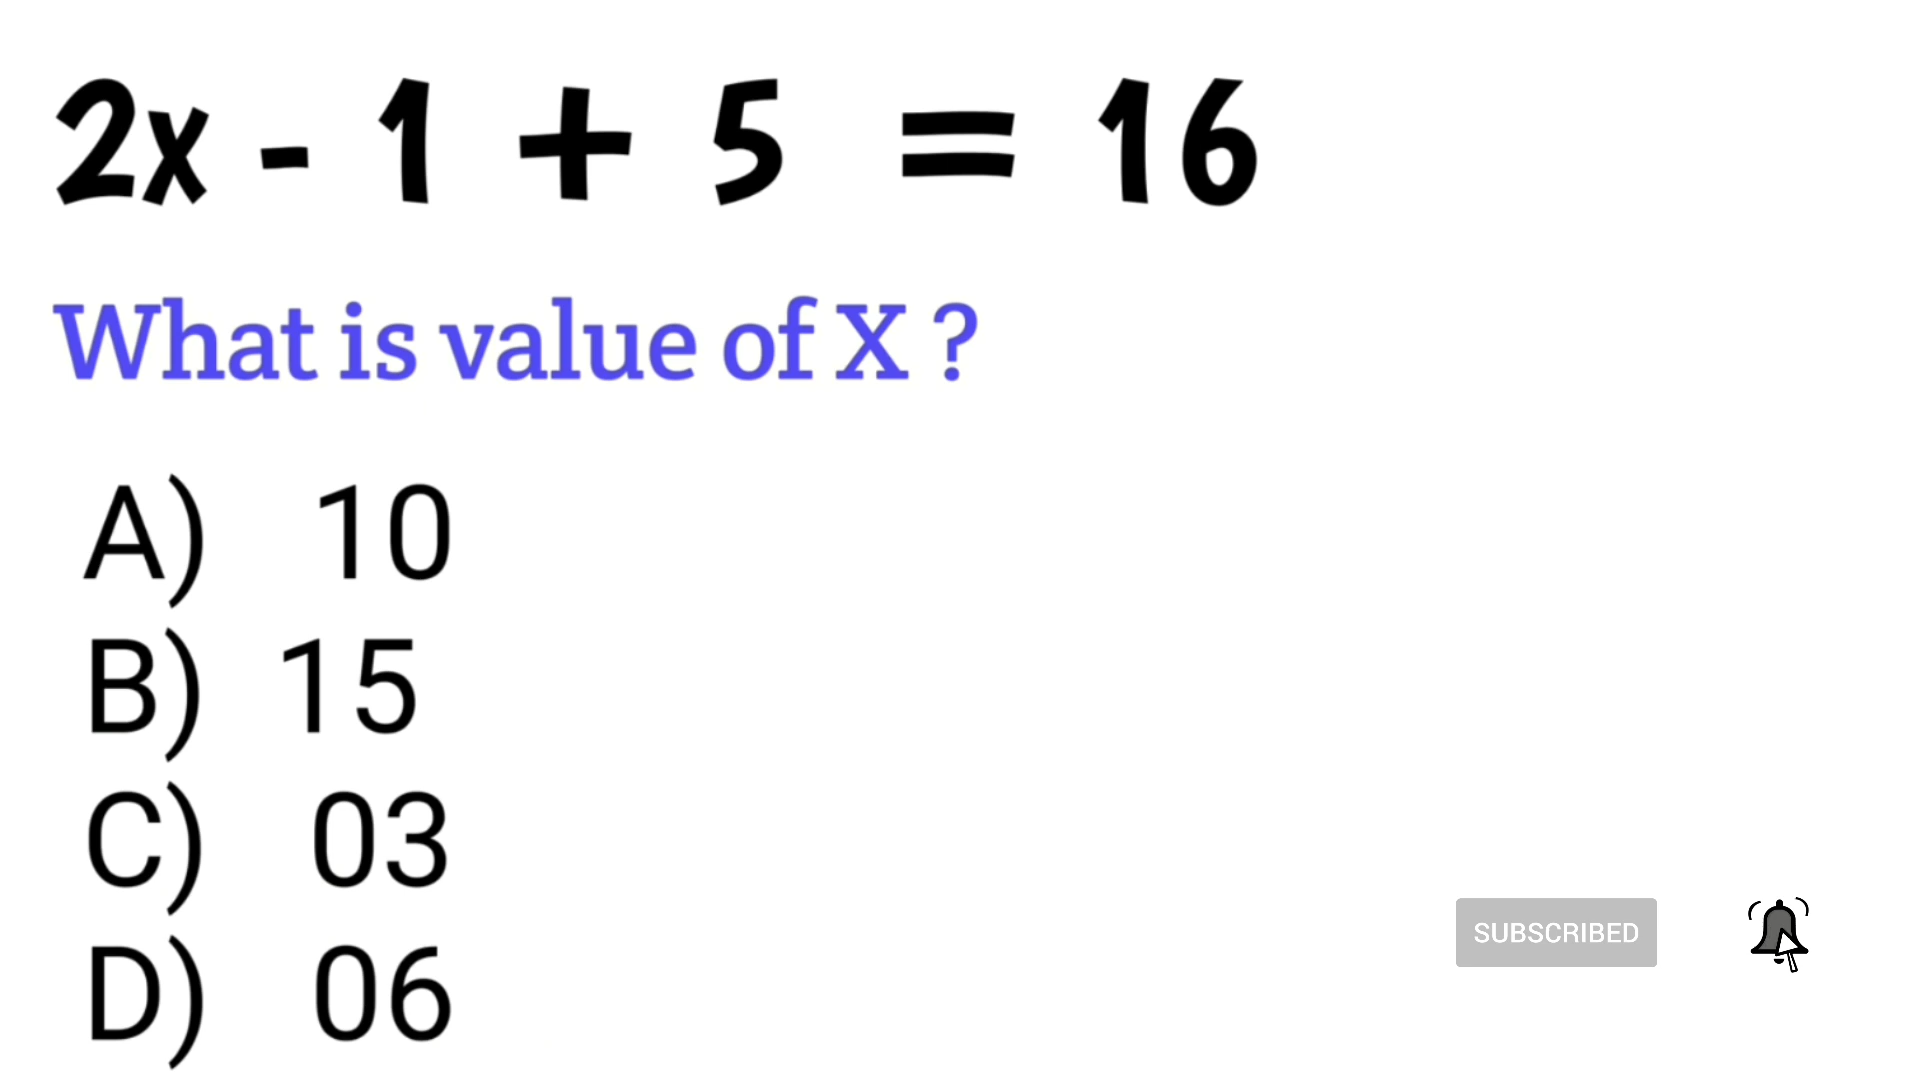 2x - 1 + 5 = 16
What is value of X ?
A) 10
B) 15
C) 03
D) 06
SUBSCRIBED